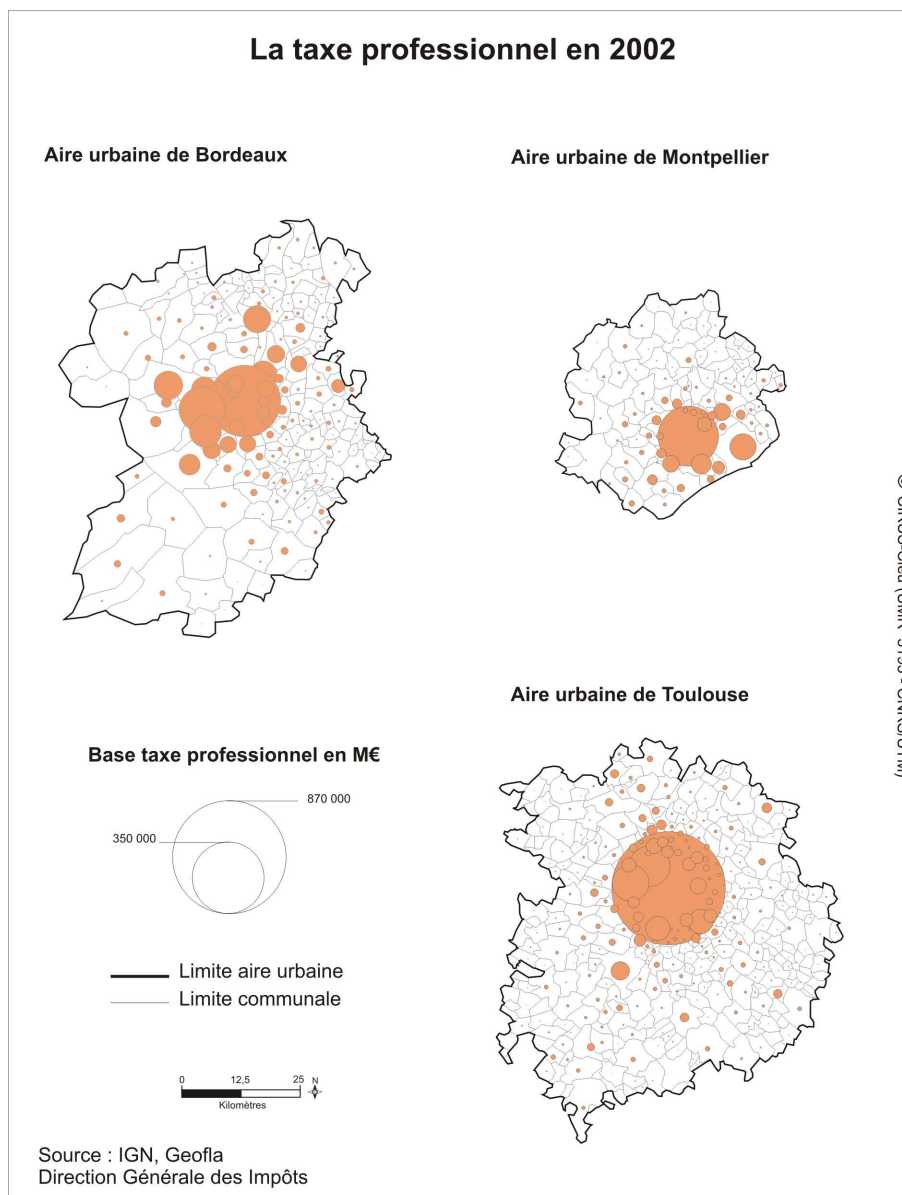 La taxe professionnel en 2002
Aire urbaine de Bordeaux
Aire urbaine de Montpellier
Aire urbaine de Toulouse
Base taxe professionnel en M€
870 000
350 000
Limite aire urbaine
Limite communale
0 12,5 25 N
Kilomètres
Source : IGN, Geofla
Direction Générale des Impôts